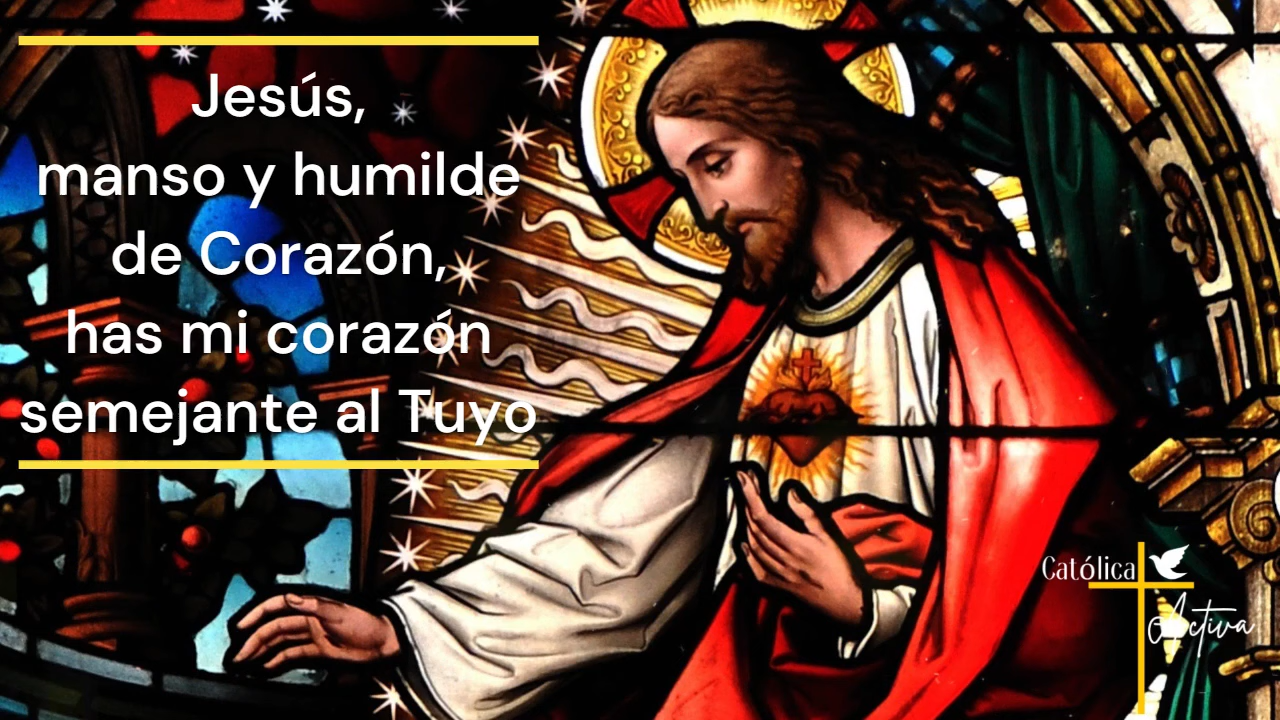 Jesús,
manso y humilde
de Corazón,
has mi corazón
semejante al Tuyo
Católica
Activa